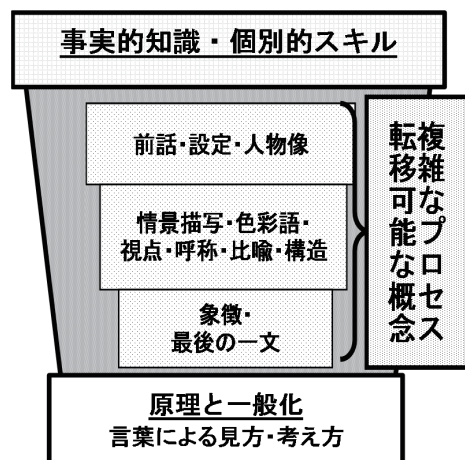 事実的知識・個別的スキル
前話・設定・人物像
情景描写・色彩語・
視点・呼称・比喩・構造
象徴・
最後の一文
複雑なプロセス
転移可能な概念
原理と一般化
言葉による見方・考え方